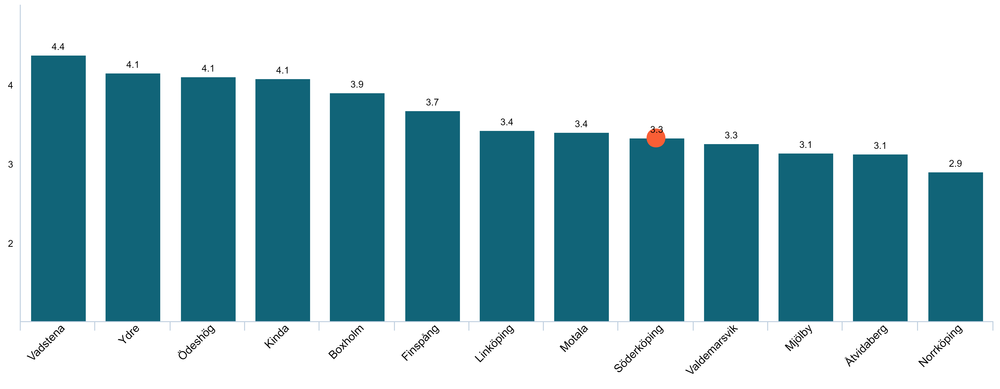 4.4
4.1
4.1
4.1
3.9
3.7
3.4
3.4
3.3
3.3
3.1
3.1
2.9
4
3
2
Vadstena
Ydre
Ödeshög
Kinda
Boxholm
Finspång
Linköping
Motala
Söderköping
Valdemarsvik
Mjölby
Åtvidaberg
Norrköping